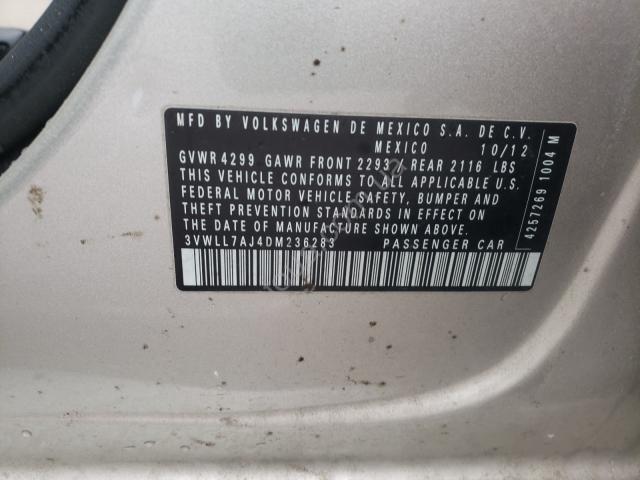 MFD BY VOLKSWAGEN DE MEXICO S.A. DE C.V.
MEXICO 10/12
GVWR 4299 GAWR FRONT 2293 REAR 2116 LBS
THIS VEHICLE CONFORMS TO ALL APPLICABLE U.S.
FEDERAL MOTOR VEHICLE SAFETY, BUMPER AND
THEFT PREVENTION STANDARDS IN EFFECT ON
THE DATE OF MANUFACTURE SHOWN ABOVE.
3VWLL7AJ4DM236283 PASSENGER CAR
4257269 1004 M